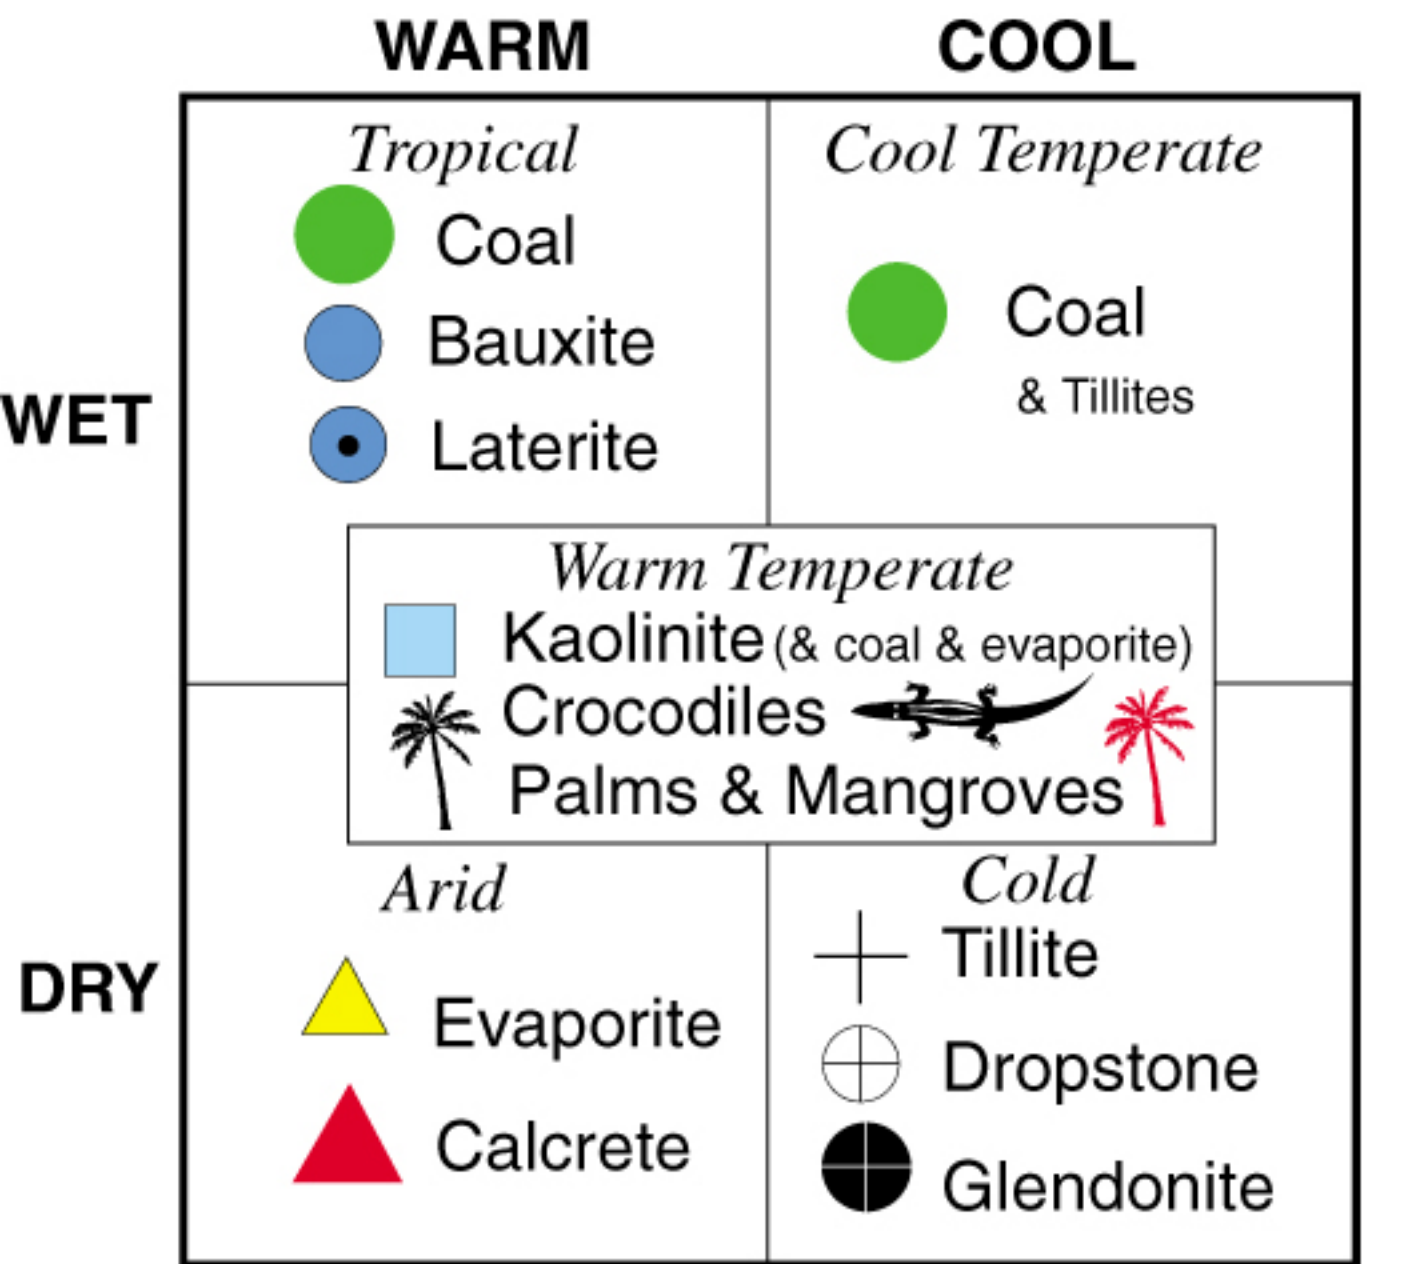 WARM
COOL
WET
DRY
Tropical
Coal
Bauxite
Laterite
Cool Temperate
Coal
& Tillites
Warm Temperate
Kaolinite (& coal & evaporite)
Crocodiles
Palms & Mangroves
Arid
Evaporite
Calcrete
Cold
Tillite
Dropstone
Glendonite